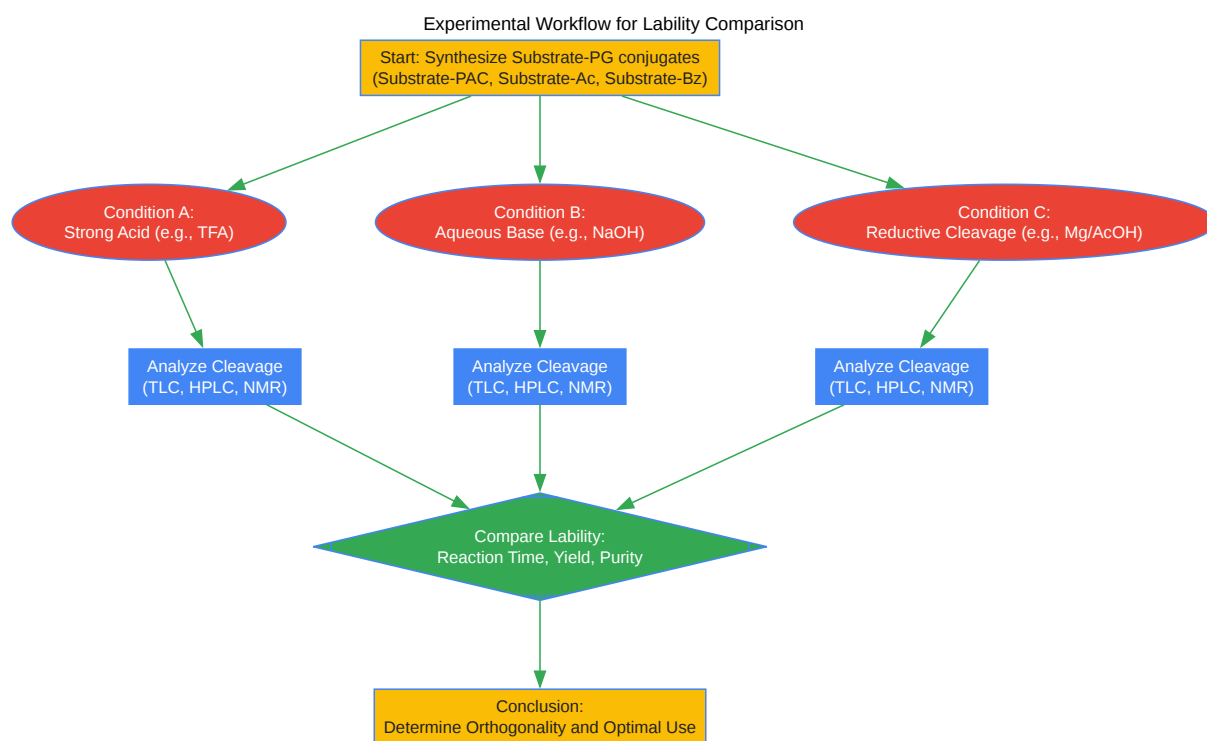 Experimental Workflow for Lability Comparison
Start: Synthesize Substrate-PG conjugates
(Substrate-PAC, Substrate-Ac, Substrate-Bz)
Condition A:
Strong Acid (e.g., TFA)
Condition B:
Aqueous Base (e.g., NaOH)
Condition C:
Reductive Cleavage (e.g., Mg/AcOH)
Analyze Cleavage
(TLC, HPLC, NMR)
Analyze Cleavage
(TLC, HPLC, NMR)
Analyze Cleavage
(TLC, HPLC, NMR)
Compare Lability:
Reaction Time, Yield, Purity
Conclusion:
Determine Orthogonality and Optimal Use